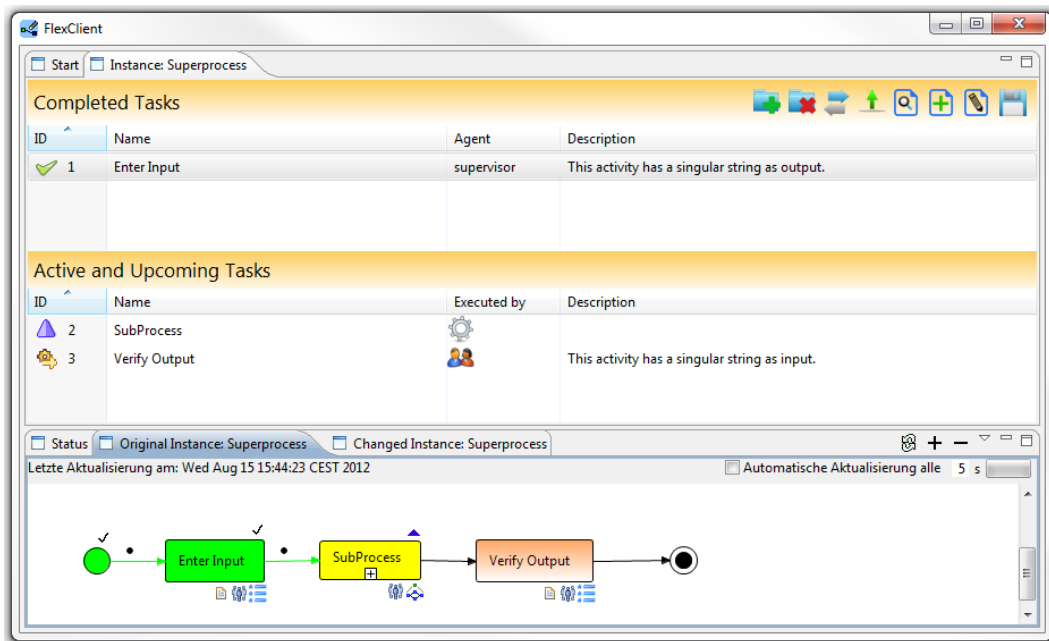 FlexClient
Start Instance: Superprocess
Completed Tasks
ID Name Agent Description
1 Enter Input supervisor This activity has a singular string as output.
Active and Upcoming Tasks
ID Name Executed by Description
2 SubProcess
3 Verify Output This activity has a singular string as input.
Status Original Instance: Superprocess Changed Instance: Superprocess
Letzte Aktualisierung am: Wed Aug 15 15:44:23 CEST 2012 Automatische Aktualisierung alle 5 s
Enter Input SubProcess Verify Output